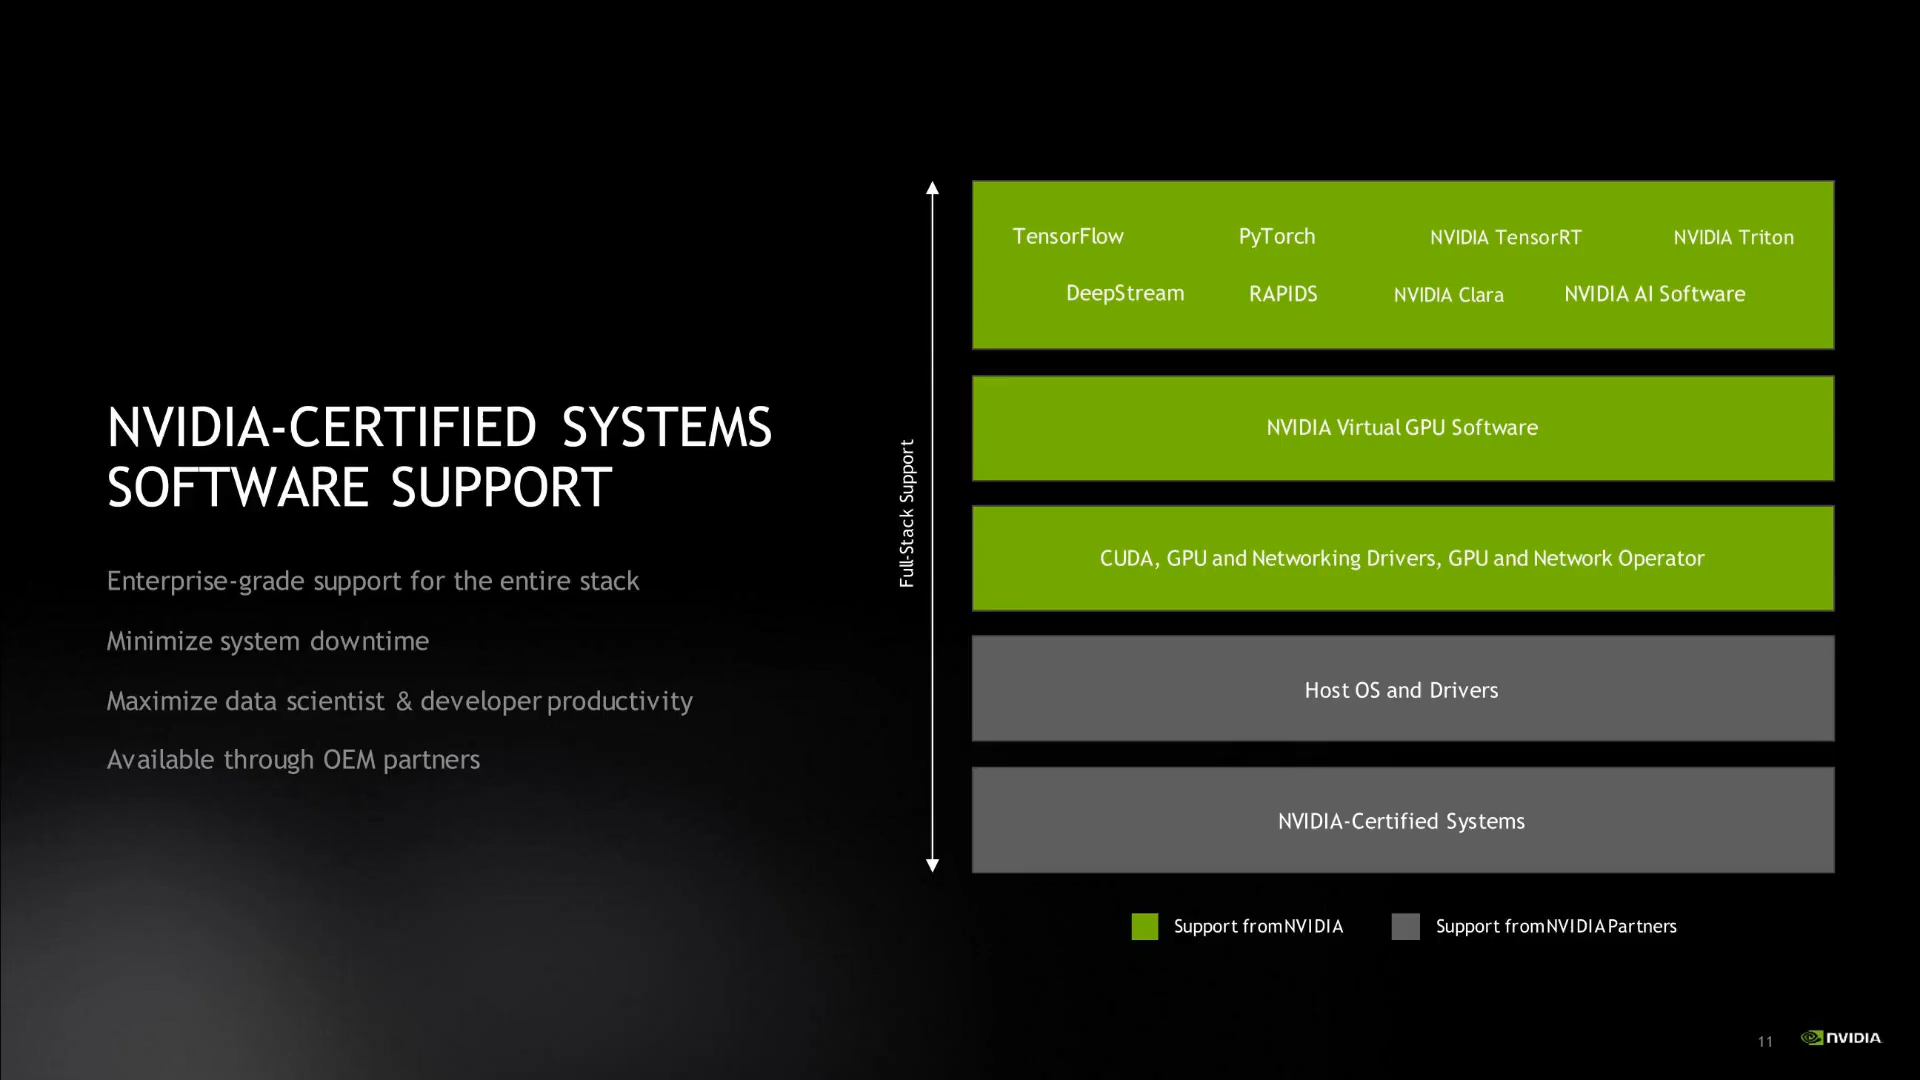 NVIDIA-CERTIFIED SYSTEMS
SOFTWARE SUPPORT
Enterprise-grade support for the entire stack
Minimize system downtime
Maximize data scientist & developer productivity
Available through OEM partners
Full-Stack Support
TensorFlow PyTorch NVIDIA TensorRT NVIDIA Triton
DeepStream RAPIDS NVIDIA Clara NVIDIA AI Software
NVIDIA Virtual GPU Software
CUDA, GPU and Networking Drivers, GPU and Network Operator
Host OS and Drivers
NVIDIA-Certified Systems
Support from NVIDIA Support from NVIDIA Partners
11 NVIDIA